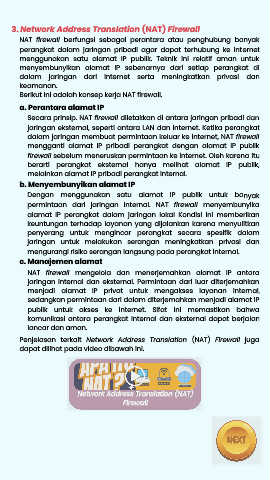 3. Network Address Translation (NAT) Firewall
NAT firewall berfungsi sebagai perantara atau penghubung banyak
perangkat dalam jaringan pribadi agar dapat terhubung ke internet
menggunakan satu alamat IP publik. Teknik ini relatif aman untuk
menyembunyikan alamat IP sebenarnya dari setiap perangkat di
dalam jaringan dari internet serta meningkatkan privasi dan
keamanan.
Berikut ini adalah konsep kerja NAT firewall.
a. Perantara alamat IP
Secara prinsip, NAT firewall diletakkan di antara jaringan pribadi dan
jaringan eksternal, seperti antara LAN dan internet. Ketika perangkat
dalam jaringan membuat permintaan keluar ke internet, NAT firewall
mengganti alamat IP pribadi perangkat dengan alamat IP publik
firewall sebelum meneruskan permintaan ke internet. Oleh karena itu
berarti perangkat eksternal hanya melihat alamat IP publik,
melainkan alamat IP pribadi perangkat internal.
b. Menyembunyikan alamat IP
Dengan menggunakan satu alamat IP publik untuk banyak
permintaan dari jaringan internal. NAT firewall menyembunyika
alamat IP perangkat dalam jaringan lokal Kondisi ini memberikan
keuntungan terhadap layanan yang dijalankan karena menyulitkan
penyerang untuk mengincar perangkat secara spesifik dalam
jaringan untuk melakukan serangan meningkatkan privasi dan
mengurangi risiko serangan langsung pada perangkat internal.
c. Manajemen alamat
NAT firewall mengelola dan menerjemahkan alamat IP antara
jaringan internal dan eksternal. Permintaan dari luar diterjemahkan
menjadi alamat IP privat untuk mengakses layanan internal,
sedangkan permintaan dari dalam diterjemahkan menjadi alamat IP
publik untuk akses ke internet. Sifat ini memastikan bahwa
komunikasi antara perangkat internal dan eksternal dapat berjalan
lancar dan aman.
Penjelasan terkait Network Address Translation (NAT) Firewall juga
dapat dilihat pada video dibawah ini.
Network Address Translation (NAT)
Firewall
NEXT